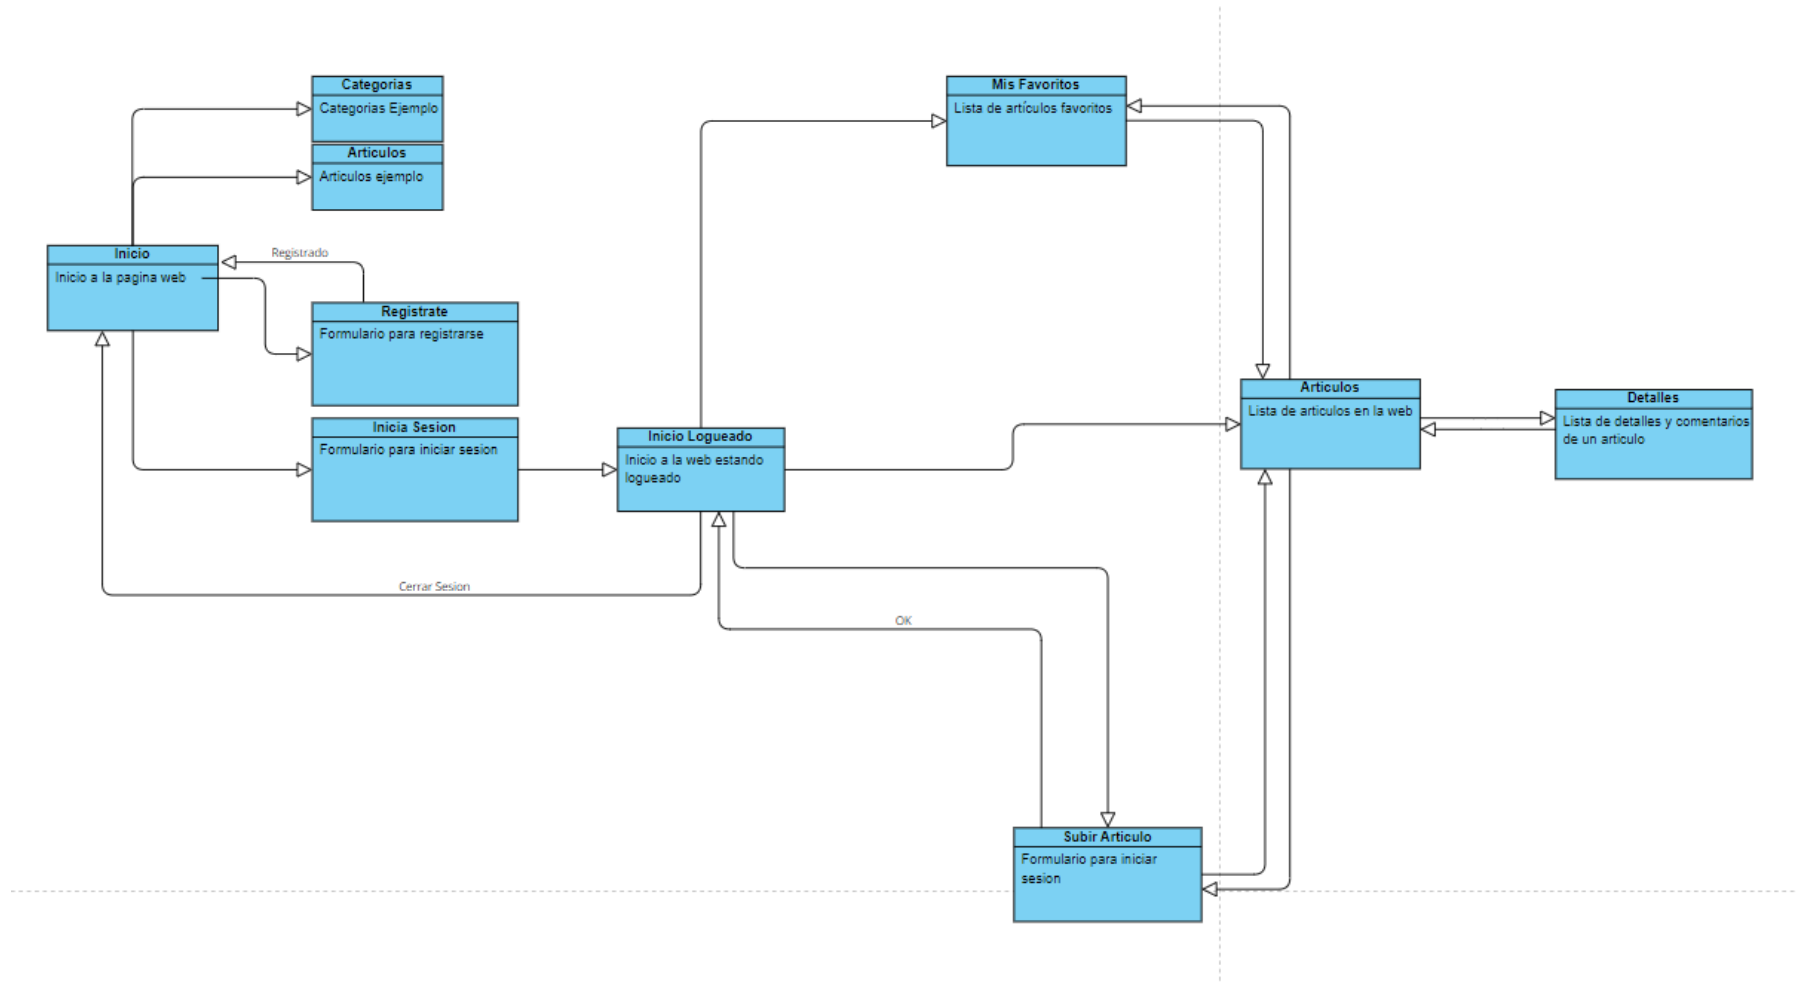 Categorias
Categorias Ejemplo
Articulos
Articulos ejemplo
Inicio
Inicio a la pagina web
Registrado
Registrate
Formulario para registrarse
Inicia Sesion
Formulario para iniciar sesion
Inicio Logueado
Inicio a la web estando
logueado
Cerrar Sesion
OK
Mis Favoritos
Lista de artículos favoritos
Articulos
Lista de articulos en la web
Detalles
Lista de detalles y comentarios
de un articulo
Subir Articulo
Formulario para iniciar
sesion